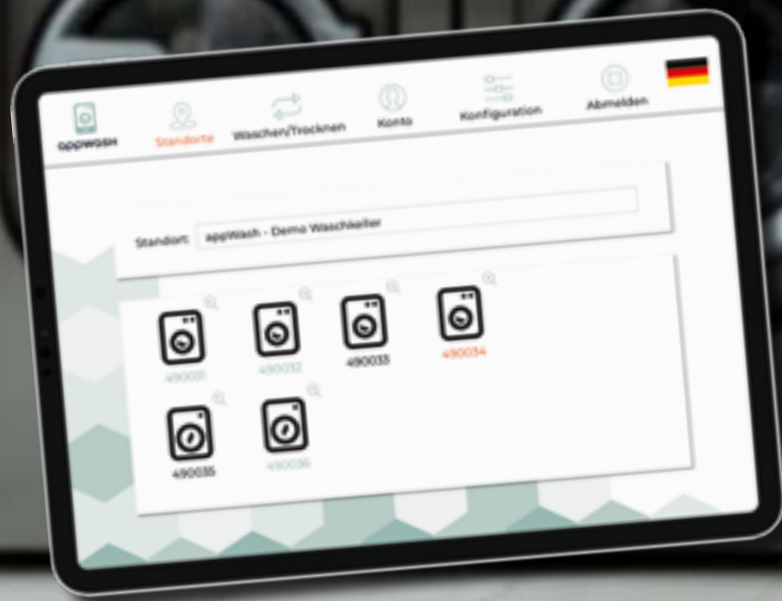 appWash
Standorte
Waschen/Trocknen
Konto
Konfiguration
Abmelden
Standort: appWash - Demo Waschkeller
490031
490032
490033
490034
490035
490036